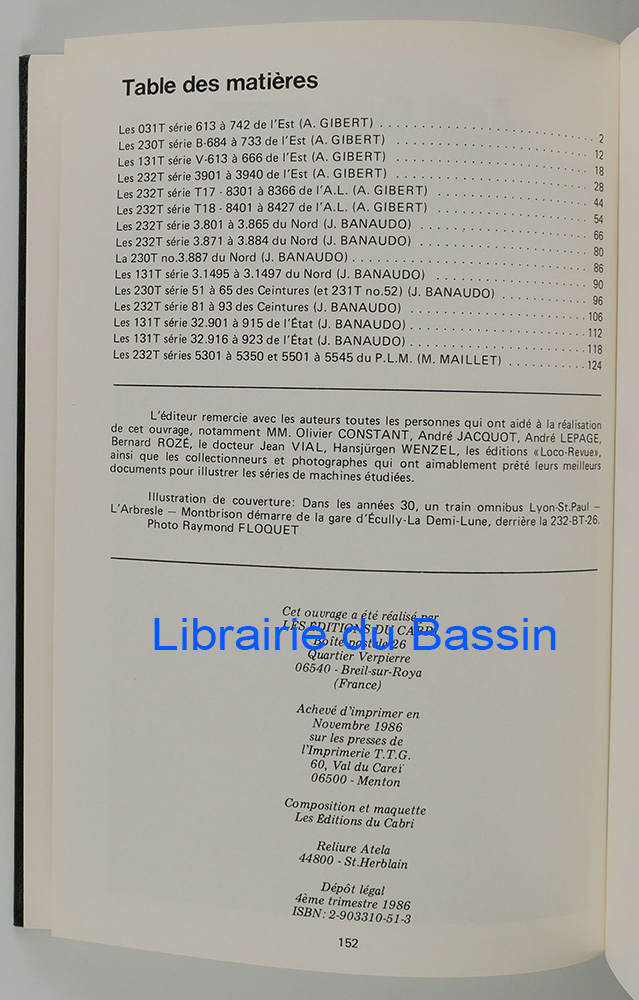 Table des matières
Les 031T série 613 à 742 de l'Est (A. GIBERT) . . . . . . . . . . . . . . . . . . . . . . . . . 2
Les 230T série B-684 à 733 de l'Est (A. GIBERT) . . . . . . . . . . . . . . . . . . . . . . . 12
Les 131T série V-613 à 666 de l'Est (A. GIBERT) . . . . . . . . . . . . . . . . . . . . . . . 18
Les 232T série 3901 à 3940 de l'Est (A. GIBERT) . . . . . . . . . . . . . . . . . . . . . . . 28
Les 232T série T17 - 8301 à 8366 de l'A.L. (A. GIBERT) . . . . . . . . . . . . . . . . . . 44
Les 232T série T18 - 8401 à 8427 de l'A.L. (A. GIBERT) . . . . . . . . . . . . . . . . . . 54
Les 232T série 3.801 à 3.865 du Nord (J. BANAUDO) . . . . . . . . . . . . . . . . . . . . 66
Les 232T série 3.871 à 3.884 du Nord (J. BANAUDO) . . . . . . . . . . . . . . . . . . . . 80
La 230T no.3.887 du Nord (J. BANAUDO) . . . . . . . . . . . . . . . . . . . . . . . . . . . 86
Les 131T série 3.1495 à 3.1497 du Nord (J. BANAUDO) . . . . . . . . . . . . . . . . . . 90
Les 230T série 51 à 65 des Ceintures (et 231T no.52) (J. BANAUDO) . . . . . . . . . . 96
Les 232T série 81 à 93 des Ceintures (J. BANAUDO) . . . . . . . . . . . . . . . . . . . . 106
Les 131T série 32.901 à 915 de l'État (J. BANAUDO) . . . . . . . . . . . . . . . . . . . . 112
Les 131T série 32.916 à 923 de l'État (J. BANAUDO) . . . . . . . . . . . . . . . . . . . . 118
Les 232T séries 5301 à 5350 et 5501 à 5545 du P.L.M. (M. MAILLET) . . . . . . . . . . . 124
L'éditeur remercie avec les auteurs toutes les personnes qui ont aidé à la réalisation
de cet ouvrage, notamment MM. Olivier CONSTANT, André JACQUOT, André LEPAGE,
Bernard ROZÉ, le docteur Jean VIAL, Hansjürgen WENZEL, les éditions «Loco-Revue»,
ainsi que les collectionneurs et photographes qui ont aimablement prêté leurs meilleurs
documents pour illustrer les séries de machines étudiées.
Illustration de couverture: Dans les années 30, un train omnibus Lyon-St.Paul –
L'Arbresle – Montbrison démarre de la gare d'Écully-La Demi-Lune, derrière la 232-BT-26.
Photo Raymond FLOQUET
Cet ouvrage a été réalisé par
LES ÉDITIONS DU CABRI
Librairie du Bassin
Boite postale 26
Quartier Verpierre
06540 - Breil-sur-Roya
(France)
Achevé d'imprimer en
Novembre 1986
sur les presses de
l'Imprimerie T.T.G.
60, Val du Careï
06500 - Menton
Composition et maquette
Les Éditions du Cabri
Reliure Atela
44800 - St.Herblain
Dépôt légal
4ème trimestre 1986
ISBN: 2-903310-51-3
152